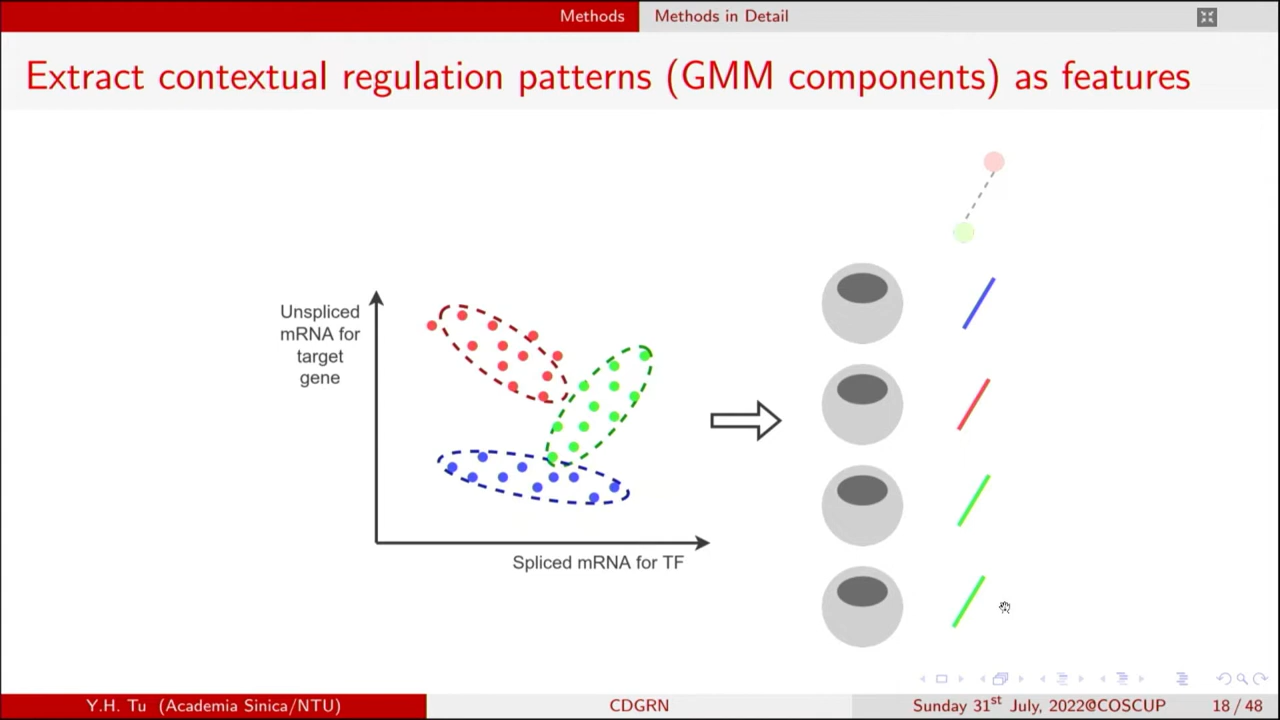 Methods
Methods in Detail
Extract contextual regulation patterns (GMM components) as features
Unspliced
mRNA for
target
gene
Spliced mRNA for TF
Y.H. Tu (Academia Sinica/NTU)
CDGRN
Sunday 31st July, 2022@COSCUP
18 / 48